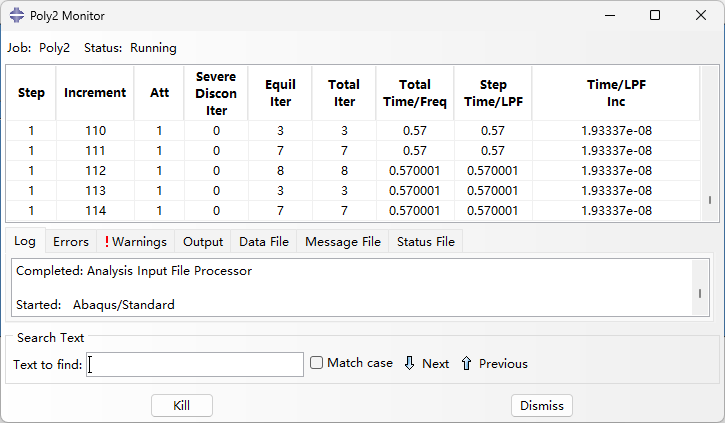 Poly2 Monitor
Job: Poly2 Status: Running
Step Increment Att Severe Discon Iter Equil Iter Total Iter Total Time/Freq Step Time/LPF Time/LPF Inc
1 110 1 0 3 3 0.57 0.57 1.93337e-08
1 111 1 0 7 7 0.57 0.57 1.93337e-08
1 112 1 0 8 8 0.570001 0.570001 1.93337e-08
1 113 1 0 3 3 0.570001 0.570001 1.93337e-08
1 114 1 0 7 7 0.570001 0.570001 1.93337e-08
Log Errors ! Warnings Output Data File Message File Status File
Completed: Analysis Input File Processor
Started: Abaqus/Standard
Search Text
Text to find: Match case Next Previous
Kill Dismiss